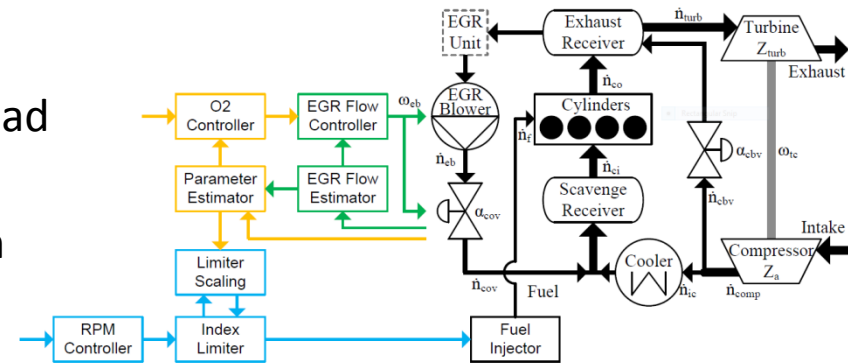 ad
n
O2
Controller
EGR Flow
Controller
Parameter
Estimator
EGR Flow
Estimator
Limiter
Scaling
RPM
Controller
Index
Limiter
Fuel
Injector
ω_eb
EGR
Unit
EGR
Blower
ṅ_eb
α_cov
ṅ_cov
Fuel
Exhaust
Receiver
ṅ_co
Cylinders
ṅ_f
ṅ_ci
Scavenge
Receiver
Cooler
ṅ_ic
ṅ_turb
Turbine
Z_turb
Exhaust
α_cbv
ω_tc
ṅ_cbv
Intake
Compressor
Z_a
ṅ_comp